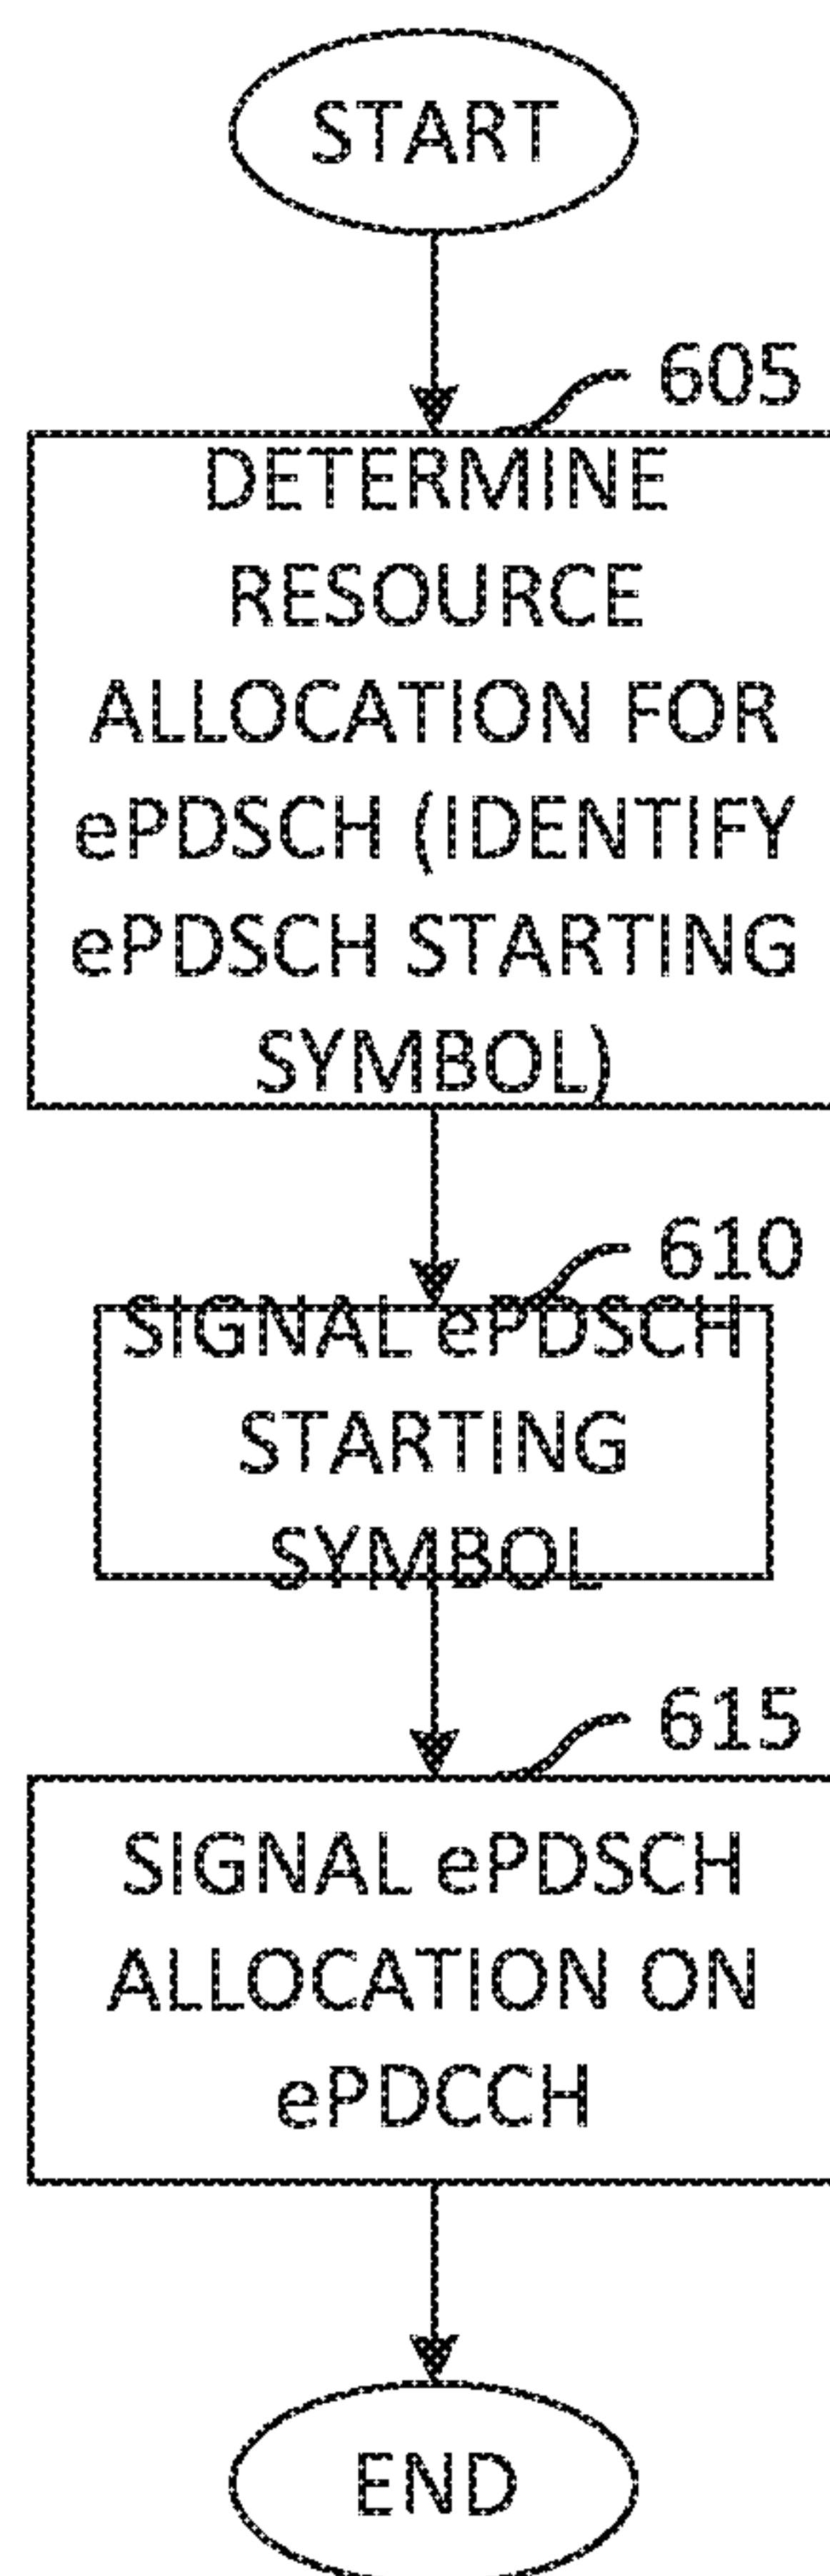 START
605
DETERMINE
RESOURCE
ALLOCATION FOR
ePDSCH (IDENTIFY
ePDSCH STARTING
SYMBOL)
610
SIGNAL ePDSCH
STARTING
SYMBOL
615
SIGNAL ePDSCH
ALLOCATION ON
ePDCCH
END